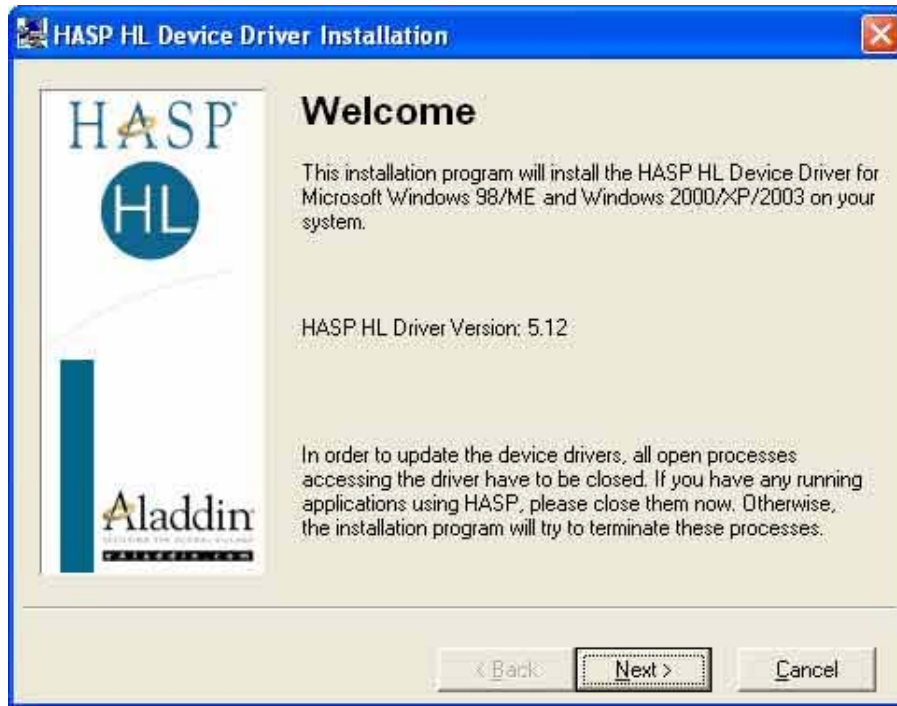 HASP HL Device Driver Installation
HASP
HL
Welcome
This installation program will install the HASP HL Device Driver for
Microsoft Windows 98/ME and Windows 2000/XP/2003 on your
system.
HASP HL Driver Version: 5.12
In order to update the device drivers, all open processes
accessing the driver have to be closed. If you have any running
applications using HASP, please close them now. Otherwise,
the installation program will try to terminate these processes.
Aladdin
< Back
Next >
Cancel